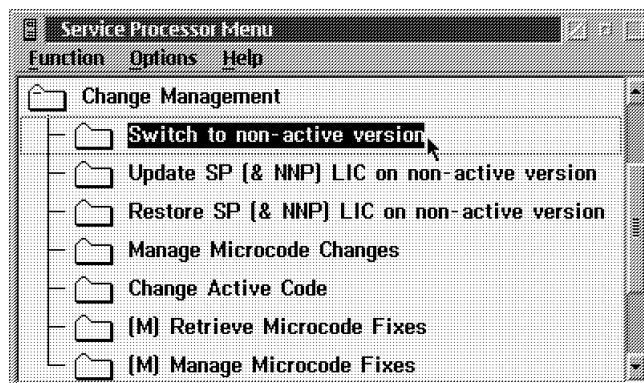 Service Processor Menu
Function Options Help
Change Management
Switch to non-active version
Update SP (& NNP) LIC on non-active version
Restore SP (& NNP) LIC on non-active version
Manage Microcode Changes
Change Active Code
(M) Retrieve Microcode Fixes
(M) Manage Microcode Fixes